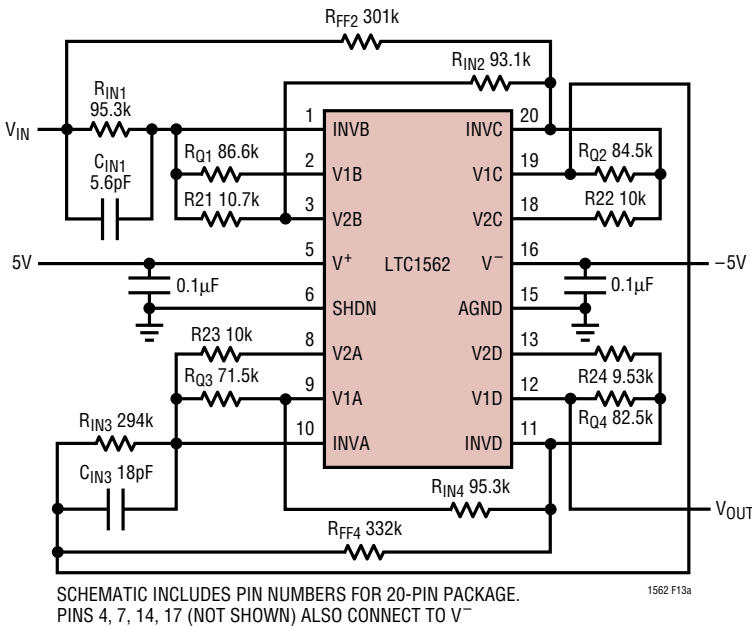 RFF2 301k
RIN2 93.1k
RIN1
95.3k
VIN
CIN1
5.6pF
1 INVB INVC 20
RQ1 86.6k
2 V1B V1C 19
RQ2 84.5k
R21 10.7k
3 V2B V2C 18
R22 10k
5V
5 V+ LTC1562 V− 16
−5V
0.1µF
0.1µF
6 SHDN AGND 15
R23 10k
8 V2A V2D 13
R24 9.53k
RQ3 71.5k
9 V1A V1D 12
RQ4 82.5k
RIN3 294k
10 INVA INVD 11
CIN3 18pF
RIN4 95.3k
VOUT
RFF4 332k
SCHEMATIC INCLUDES PIN NUMBERS FOR 20-PIN PACKAGE.
PINS 4, 7, 14, 17 (NOT SHOWN) ALSO CONNECT TO V−
1562 F13a